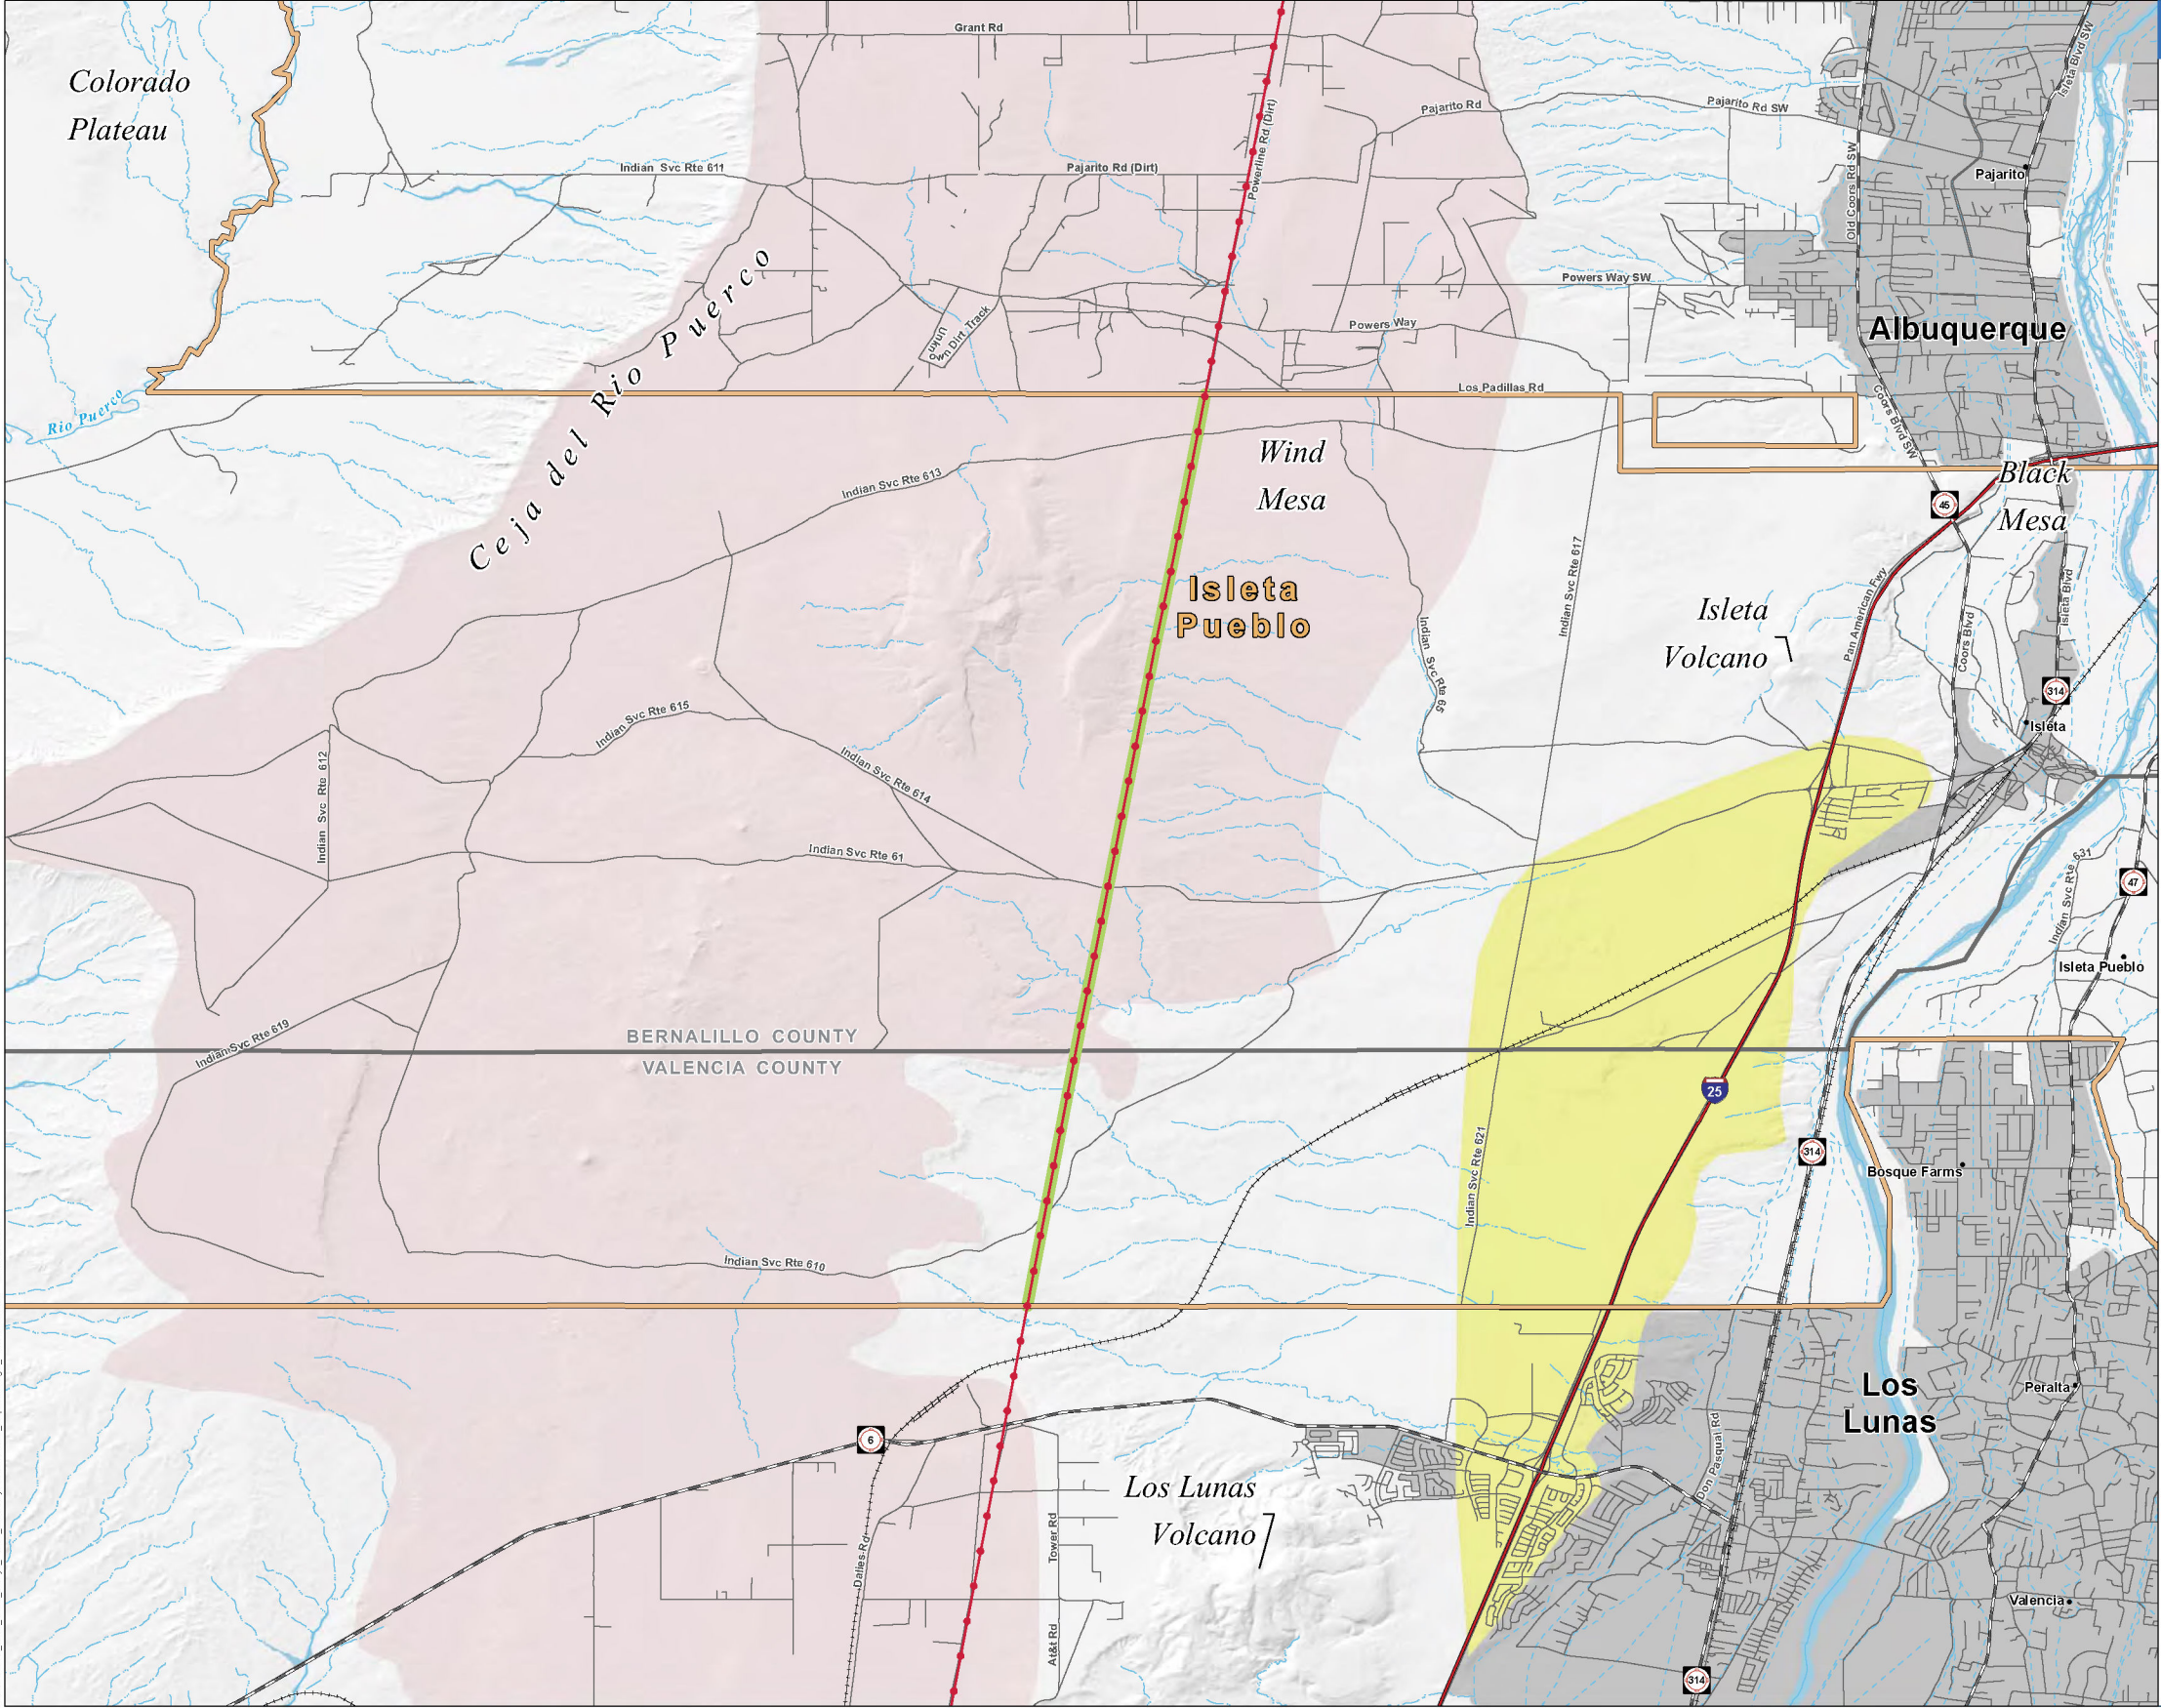 Grant Rd
Isleta Blvd SW
Colorado
Plateau
Pajarito Rd
Pajarito Rd SW
Powerline Rd (Dirt)
Indian Svc Rte 611
Pajarito Rd (Dirt)
Old Coors Rd SW
Pajarito
Ceja del Rio Puerco
Powers Way SW
Unknown Dirt Track
Powers Way
Albuquerque
Los Padillas Rd
Rio Puerco
Coors Blvd SW
Wind
Mesa
Indian Svc Rte 613
Black
Mesa
45
Indian Svc Rte 617
Isleta
Pueblo
Isleta
Volcano
Pan American Fwy
Coors Blvd
Isleta Blvd
Indian Svc Rte 65
314
Isleta
Indian Svc Rte 615
Indian Svc Rte 612
Indian Svc Rte 614
Indian Svc Rte 61
Indian Svc Rte 631
47
Isleta Pueblo
Indian Svc Rte 619
BERNALILLO COUNTY
VALENCIA COUNTY
25
314
Indian Svc Rte 621
Bosque Farms
Indian Svc Rte 610
Los
Lunas
Peralta
6
Don Pasqual Rd
Los Lunas
Volcano
Dalies Rd
Tower Rd
At&t Rd
Valencia
314